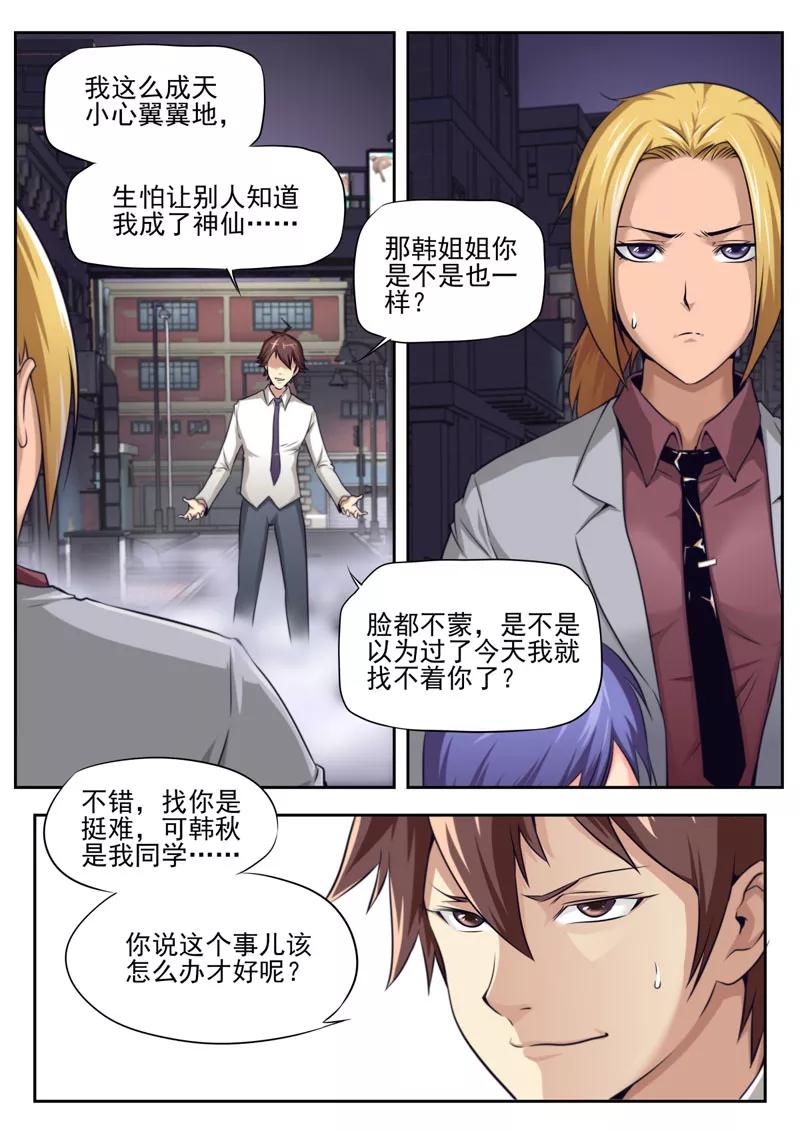 我这么成天
小心翼翼地，
生怕让别人知道
我成了神仙……
那韩姐姐你
是不是也一
样？
脸都不蒙，是不是
以为过了今天我就
找不着你了？
不错，找你是
挺难，可韩秋
是我同学……
你说这个事儿该
怎么办才好呢？